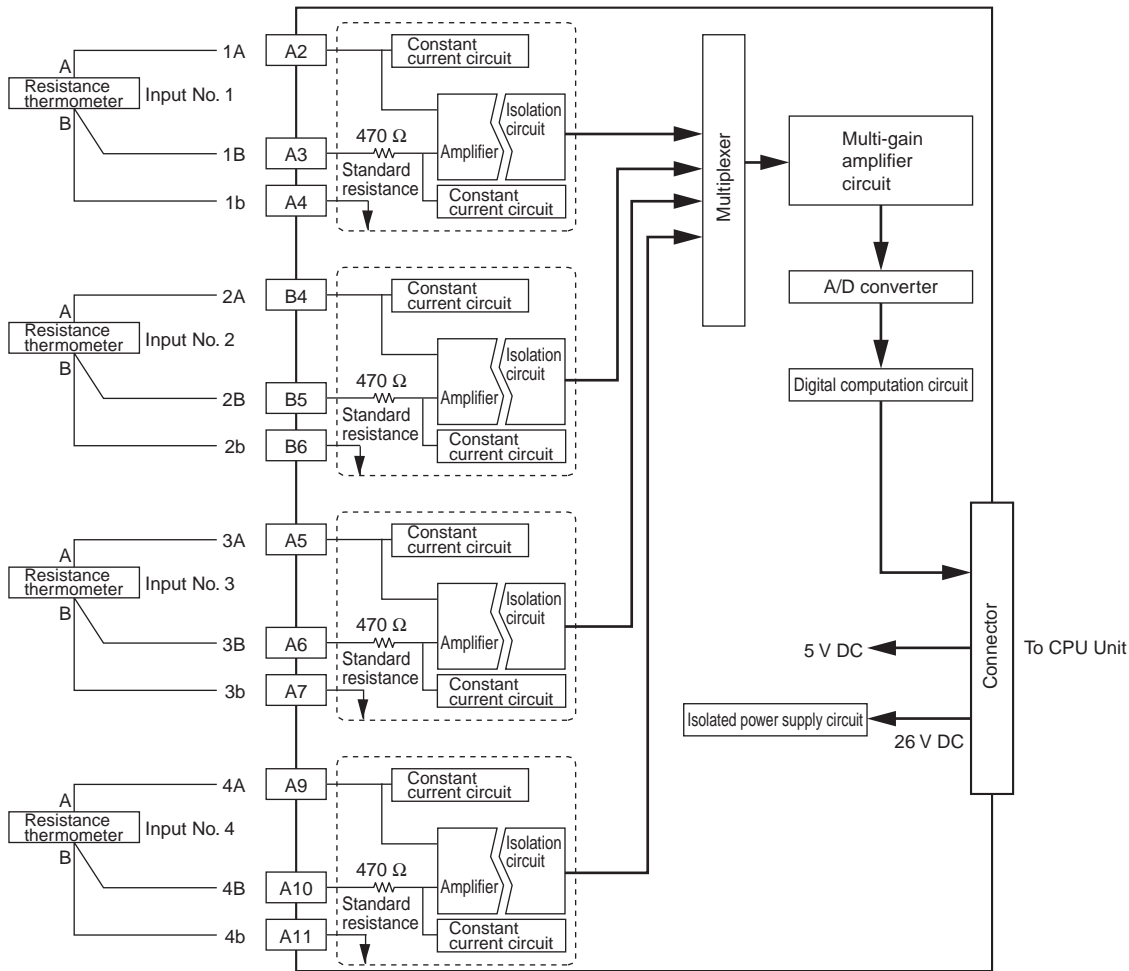 1A
A2
Constant
current circuit
A
Resistance
thermometer
Input No. 1
B
Isolation
circuit
470 Ω
Amplifier
1B
A3
Standard
resistance
1b
A4
Constant
current circuit
Multiplexer
Multi-gain
amplifier
circuit
A/D converter
Digital computation circuit
2A
B4
Constant
current circuit
A
Resistance
thermometer
Input No. 2
B
Isolation
circuit
470 Ω
Amplifier
2B
B5
Standard
resistance
2b
B6
Constant
current circuit
3A
A5
Constant
current circuit
A
Resistance
thermometer
Input No. 3
B
Isolation
circuit
470 Ω
Amplifier
3B
A6
Standard
resistance
3b
A7
Constant
current circuit
5 V DC
Connector
To CPU Unit
Isolated power supply circuit
26 V DC
4A
A9
Constant
current circuit
A
Resistance
thermometer
Input No. 4
B
Isolation
circuit
470 Ω
Amplifier
4B
A10
Standard
resistance
4b
A11
Constant
current circuit